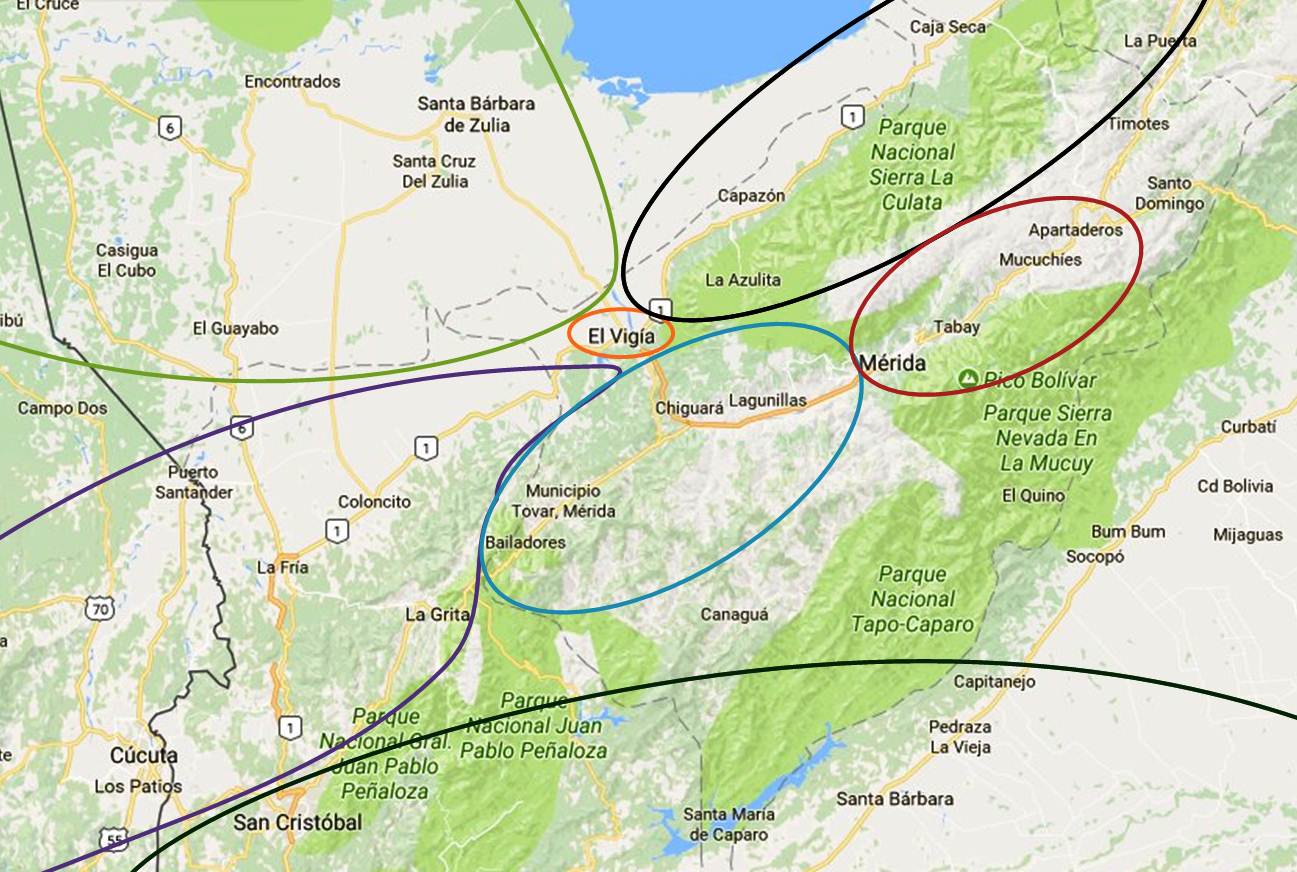 El Cruce
Caja Seca
La Puerta
Encontrados
Santa Bárbara
de Zulia
6
1
Timotes
Parque
Nacional
Sierra La
Culata
Santa Cruz
Del Zulia
Capazón
Santo
Domingo
Apartaderos
Casigua
El Cubo
Mucuchíes
La Azulita
1
ibú
El Guayabo
El Vigía
Tabay
Mérida
Pico Bolívar
Campo Dos
Chiguará
Lagunillas
Parque Sierra
Nevada En
La Mucuy
6
1
Curbatí
Puerto
Santander
Coloncito
Municipio
Tovar, Mérida
El Quino
Cd Bolivia
1
Bailadores
Bum Bum
Mijaguas
Socopó
La Fría
Parque
Nacional
Tapo-Caparo
70
La Grita
Canaguá
a
Capitanejo
Parque
Nacional Juan
Pablo Peñaloza
Parque
Nacional Gral.
Juan Pablo
Peñaloza
1
Pedraza
La Vieja
te
Cúcuta
Los Patios
Santa Bárbara
San Cristóbal
Santa María
de Caparo
55